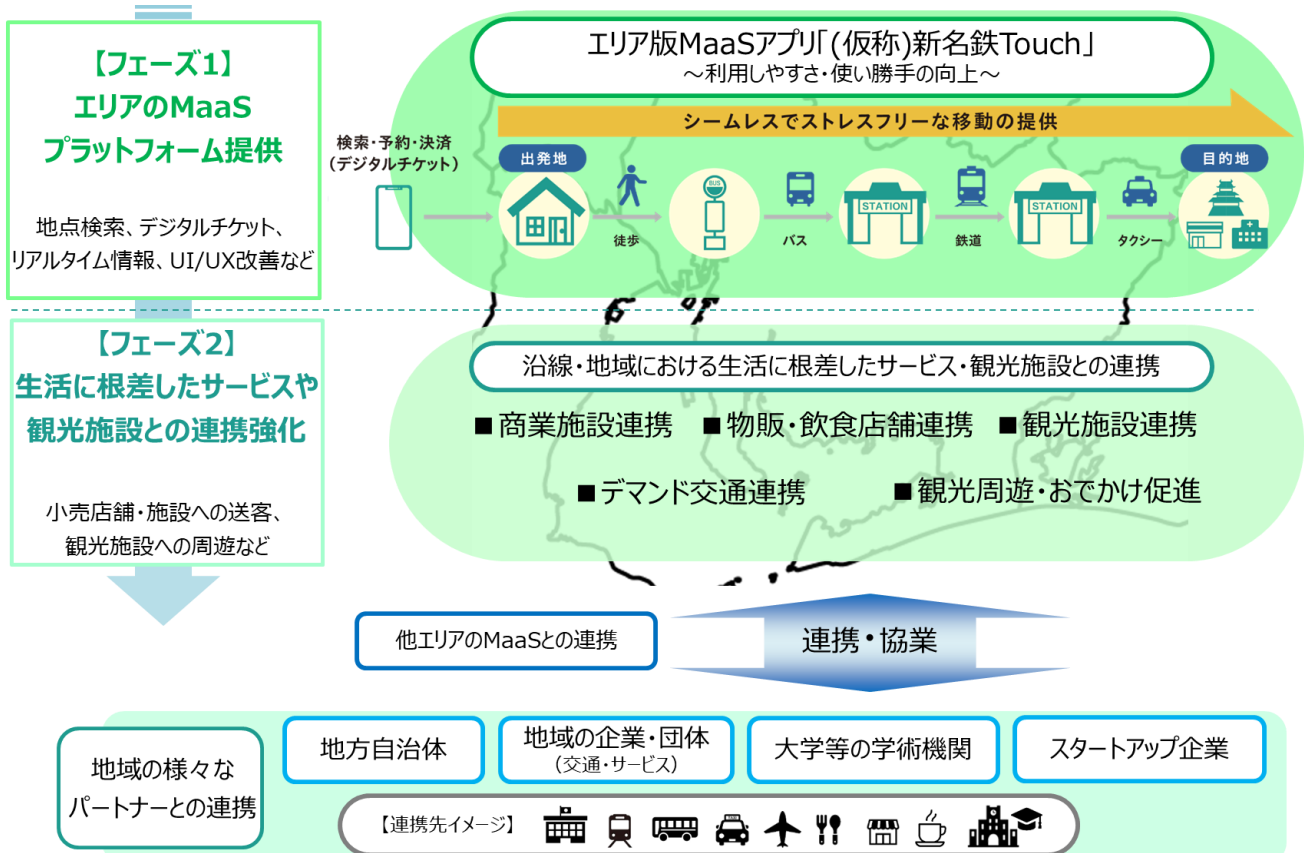 【フェーズ1】
エリアのMaaS
プラットフォーム提供
地点検索、デジタルチケット、
リアルタイム情報、UI/UX改善など
エリア版MaaSアプリ「(仮称)新名鉄Touch」
～利用しやすさ・使い勝手の向上～
シームレスでストレスフリーな移動の提供
検索・予約・決済
(デジタルチケット)
出発地
徒歩
BUS
バス
STATION
鉄道
STATION
タクシー
目的地
【フェーズ2】
生活に根差したサービスや
観光施設との連携強化
小売店舗・施設への送客、
観光施設への周遊など
沿線・地域における生活に根差したサービス・観光施設との連携
■商業施設連携 ■物販・飲食店舗連携 ■観光施設連携
■デマンド交通連携 ■観光周遊・おでかけ促進
他エリアのMaaSとの連携
連携・協業
地域の様々な
パートナーとの連携
地方自治体
地域の企業・団体
(交通・サービス)
大学等の学術機関
スタートアップ企業
【連携先イメージ】